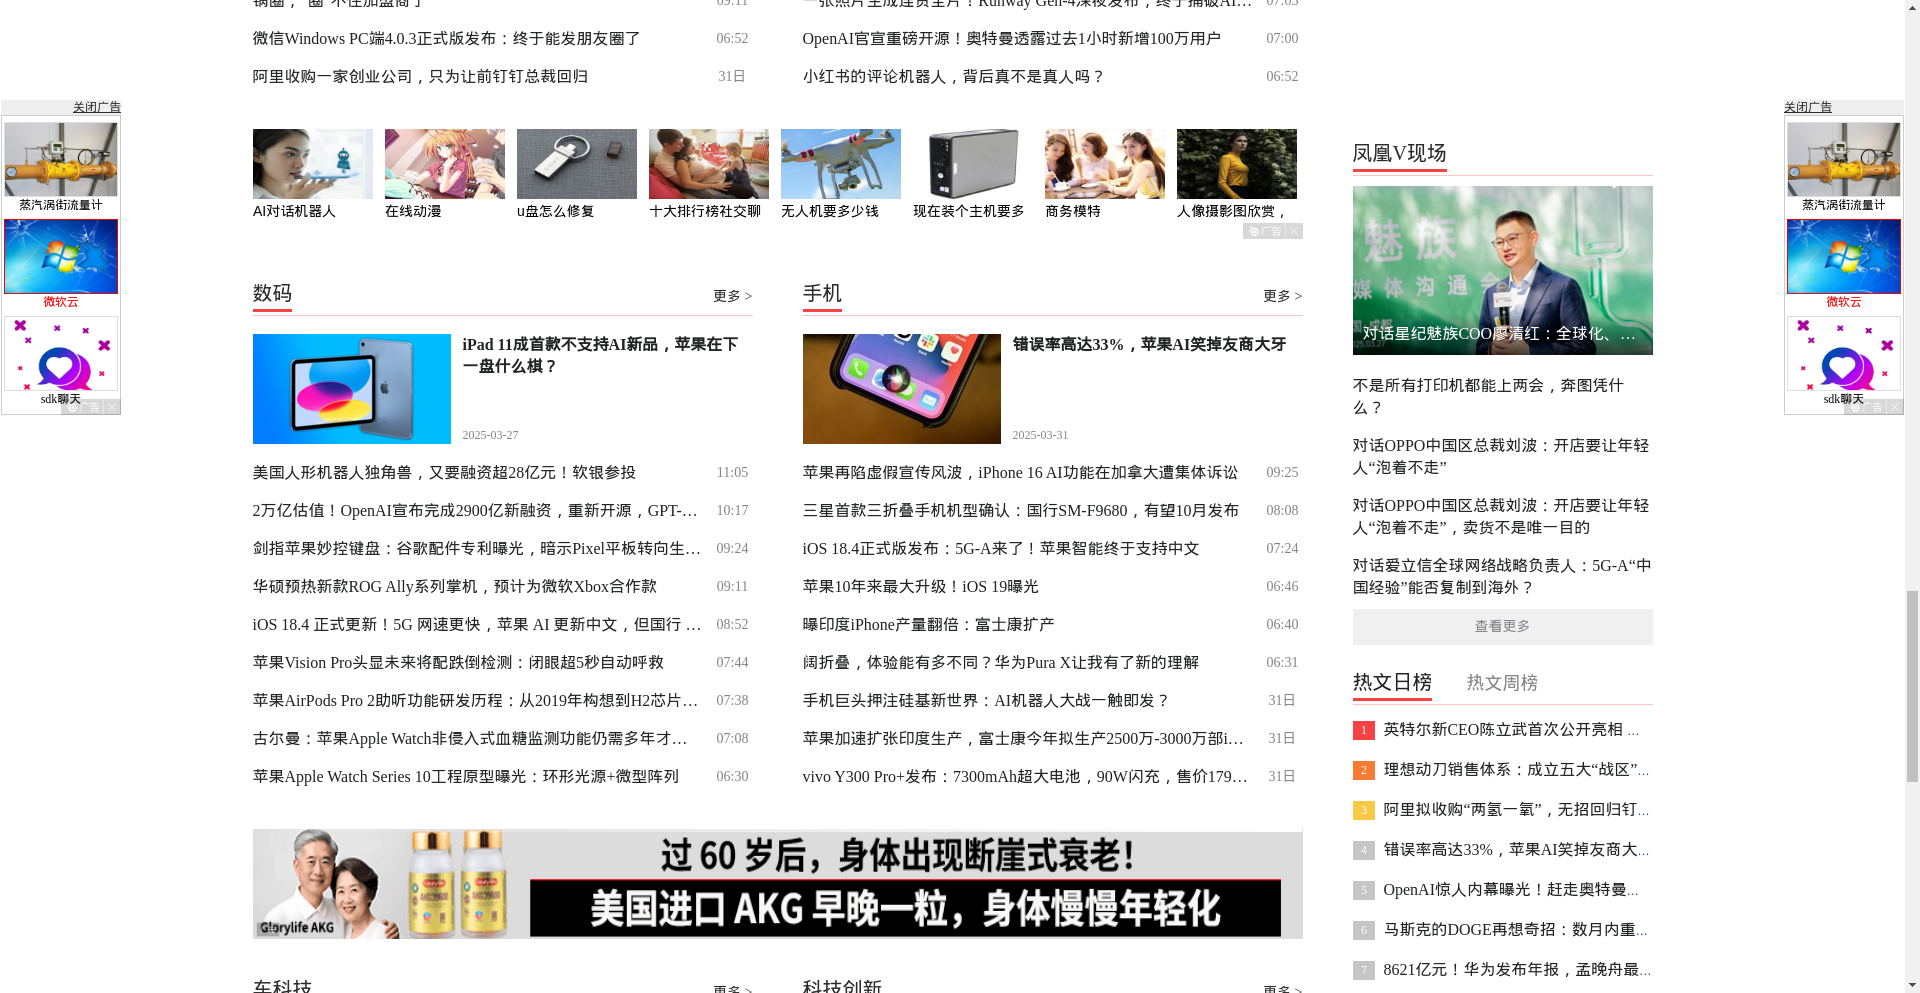 锅圈，“圈”不住加盟商了 09:11
微信Windows PC端4.0.3正式版发布：终于能发朋友圈了 06:52
阿里收购一家创业公司，只为让前钉钉总裁回归 31日
一张照片生成连贯全片！Runway Gen-4深夜发布，终于捅破AI… 07:03
OpenAI官宣重磅开源！奥特曼透露过去1小时新增100万用户 07:00
小红书的评论机器人，背后真不是真人吗？ 06:52
关闭广告
蒸汽涡街流量计
微软云
sdk聊天
广告
AI对话机器人
在线动漫
u盘怎么修复
十大排行榜社交聊
无人机要多少钱
现在装个主机要多
商务模特
人像摄影图欣赏，
广告
数码 更多 >
iPad 11成首款不支持AI新品，苹果在下
一盘什么棋？
2025-03-27
美国人形机器人独角兽，又要融资超28亿元！软银参投 11:05
2万亿估值！OpenAI宣布完成2900亿新融资，重新开源，GPT-… 10:17
剑指苹果妙控键盘：谷歌配件专利曝光，暗示Pixel平板转向生… 09:24
华硕预热新款ROG Ally系列掌机，预计为微软Xbox合作款 09:11
iOS 18.4 正式更新！5G 网速更快，苹果 AI 更新中文，但国行 … 08:52
苹果Vision Pro头显未来将配跌倒检测：闭眼超5秒自动呼救 07:44
苹果AirPods Pro 2助听功能研发历程：从2019年构想到H2芯片… 07:38
古尔曼：苹果Apple Watch非侵入式血糖监测功能仍需多年才… 07:08
苹果Apple Watch Series 10工程原型曝光：环形光源+微型阵列 06:30
手机 更多 >
错误率高达33%，苹果AI笑掉友商大牙
2025-03-31
苹果再陷虚假宣传风波，iPhone 16 AI功能在加拿大遭集体诉讼 09:25
三星首款三折叠手机机型确认：国行SM-F9680，有望10月发布 08:08
iOS 18.4正式版发布：5G-A来了！苹果智能终于支持中文 07:24
苹果10年来最大升级！iOS 19曝光 06:46
曝印度iPhone产量翻倍：富士康扩产 06:40
阔折叠，体验能有多不同？华为Pura X让我有了新的理解 06:31
手机巨头押注硅基新世界：AI机器人大战一触即发？ 31日
苹果加速扩张印度生产，富士康今年拟生产2500万-3000万部i… 31日
vivo Y300 Pro+发布：7300mAh超大电池，90W闪充，售价179… 31日
过 60 岁后，身体出现断崖式衰老！
美国进口 AKG 早晚一粒，身体慢慢年轻化
Glorylife AKG
车科技 更多 >
科技创新 更多 >
凤凰V现场
魅族
媒体沟通会
对话星纪魅族COO廖清红：全球化、…
不是所有打印机都能上两会，奔图凭什
么？
对话OPPO中国区总裁刘波：开店要让年轻
人“泡着不走”
对话OPPO中国区总裁刘波：开店要让年轻
人“泡着不走”，卖货不是唯一目的
对话爱立信全球网络战略负责人：5G-A“中
国经验”能否复制到海外？
查看更多
热文日榜 热文周榜
1 英特尔新CEO陈立武首次公开亮相 …
2 理想动刀销售体系：成立五大“战区”…
3 阿里拟收购“两氢一氧”，无招回归钉…
4 错误率高达33%，苹果AI笑掉友商大…
5 OpenAI惊人内幕曝光！赶走奥特曼…
6 马斯克的DOGE再想奇招：数月内重…
7 8621亿元！华为发布年报，孟晚舟最…
关闭广告
蒸汽涡街流量计
微软云
sdk聊天
广告